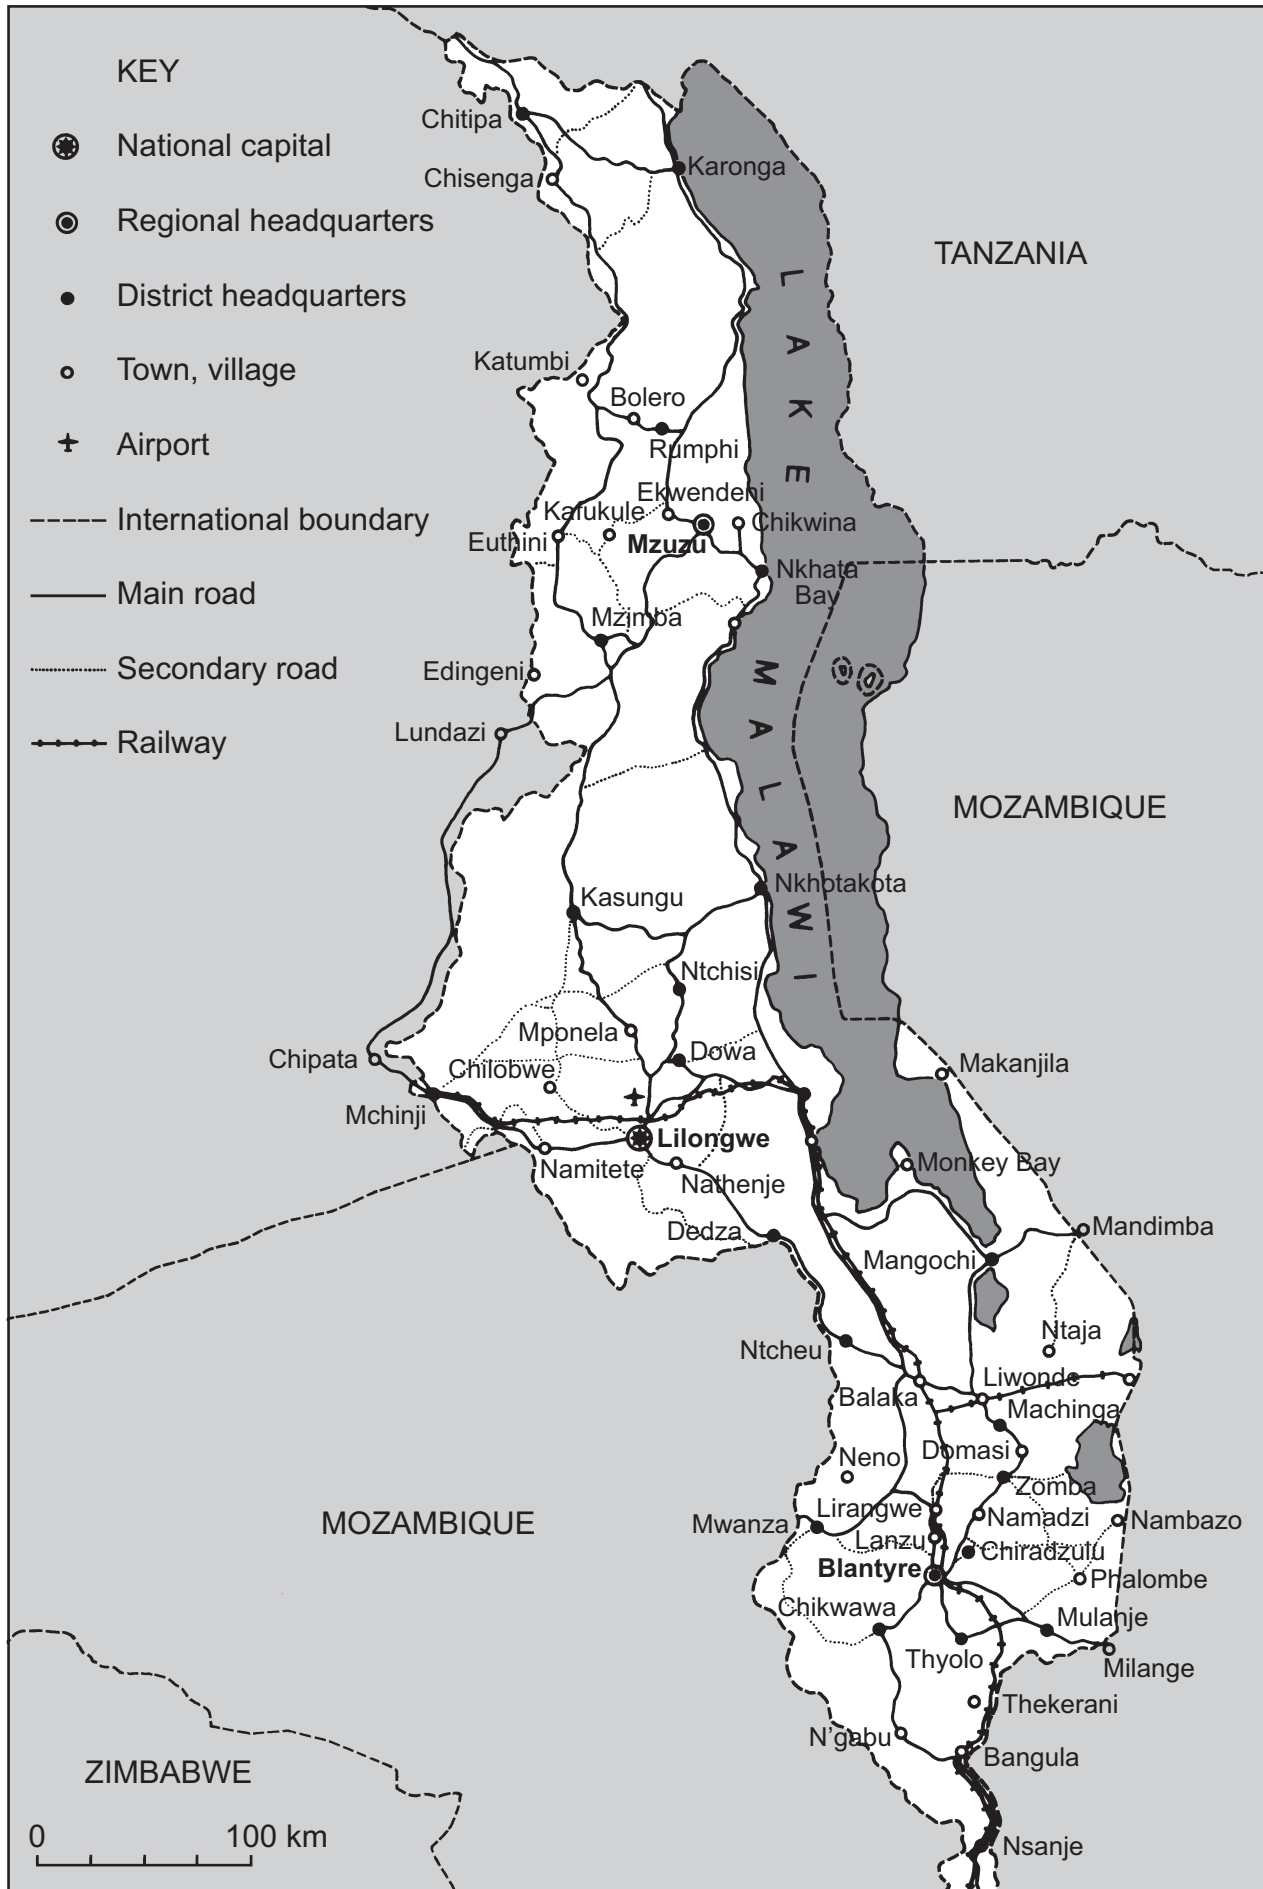 KEY
National capital
Regional headquarters
District headquarters
Town, village
Airport
International boundary
Main road
Secondary road
Railway
Chitipa
Chisenga
Karonga
TANZANIA
LAKE MALAWI
Katumbi
Bolero
Rumphi
Ekwendeni
Kafukule
Euthini
Mzuzu
Chikwina
Nkhata
Bay
Mzimba
Edingeni
Lundazi
MOZAMBIQUE
Nkhotakota
Kasungu
Ntchisi
Mponela
Dowa
Chipata
Chilobwe
Makanjila
Mchinji
Lilongwe
Namitete
Nathenje
Monkey Bay
Dedza
Mandimba
Mangochi
Ntaja
Ntcheu
Liwonde
Balaka
Machinga
Domasi
Neno
Zomba
Lirangwe
Namadzi
Nambazo
MOZAMBIQUE
Mwanza
Lanzu
Chiradzulu
Blantyre
Phalombe
Chikwawa
Mulanje
Thyolo
Milange
Thekerani
N'gabu
Bangula
ZIMBABWE
0 100 km
Nsanje